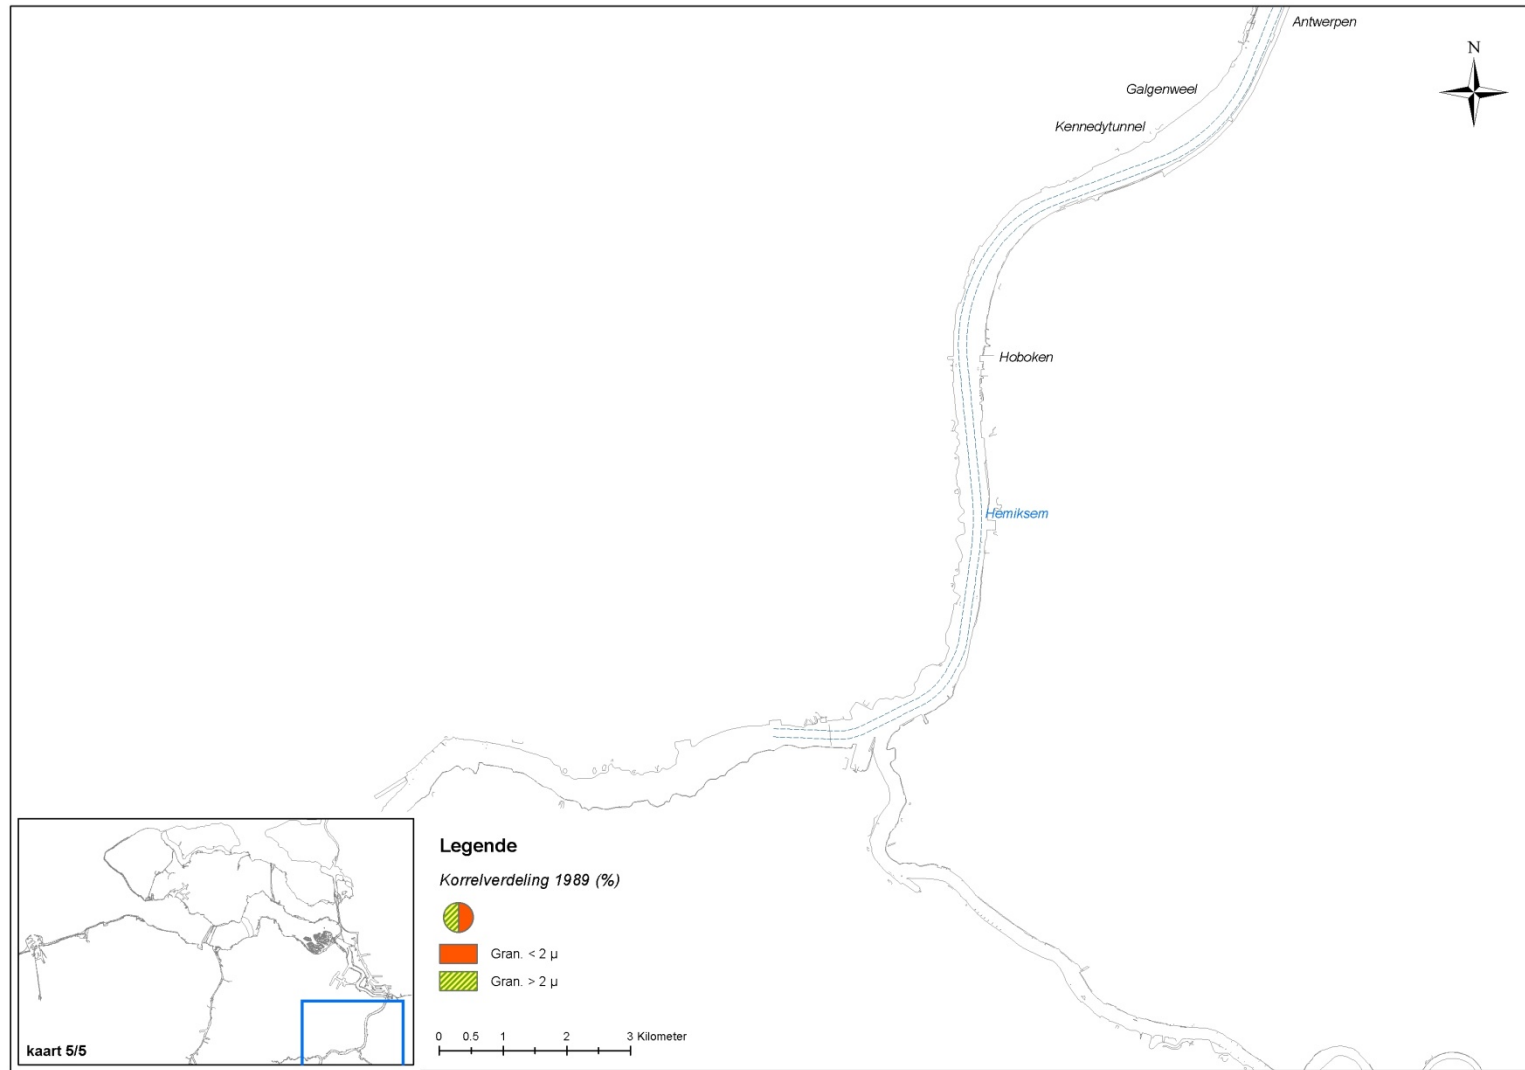 Antwerpen
N
Galgenweel
Kennedytunnel
Hoboken
Hemiksem
Legende
Korrelverdeling 1989 (%)
Gran. < 2 µ
Gran. > 2 µ
0 0.5 1 2 3 Kilometer
kaart 5/5